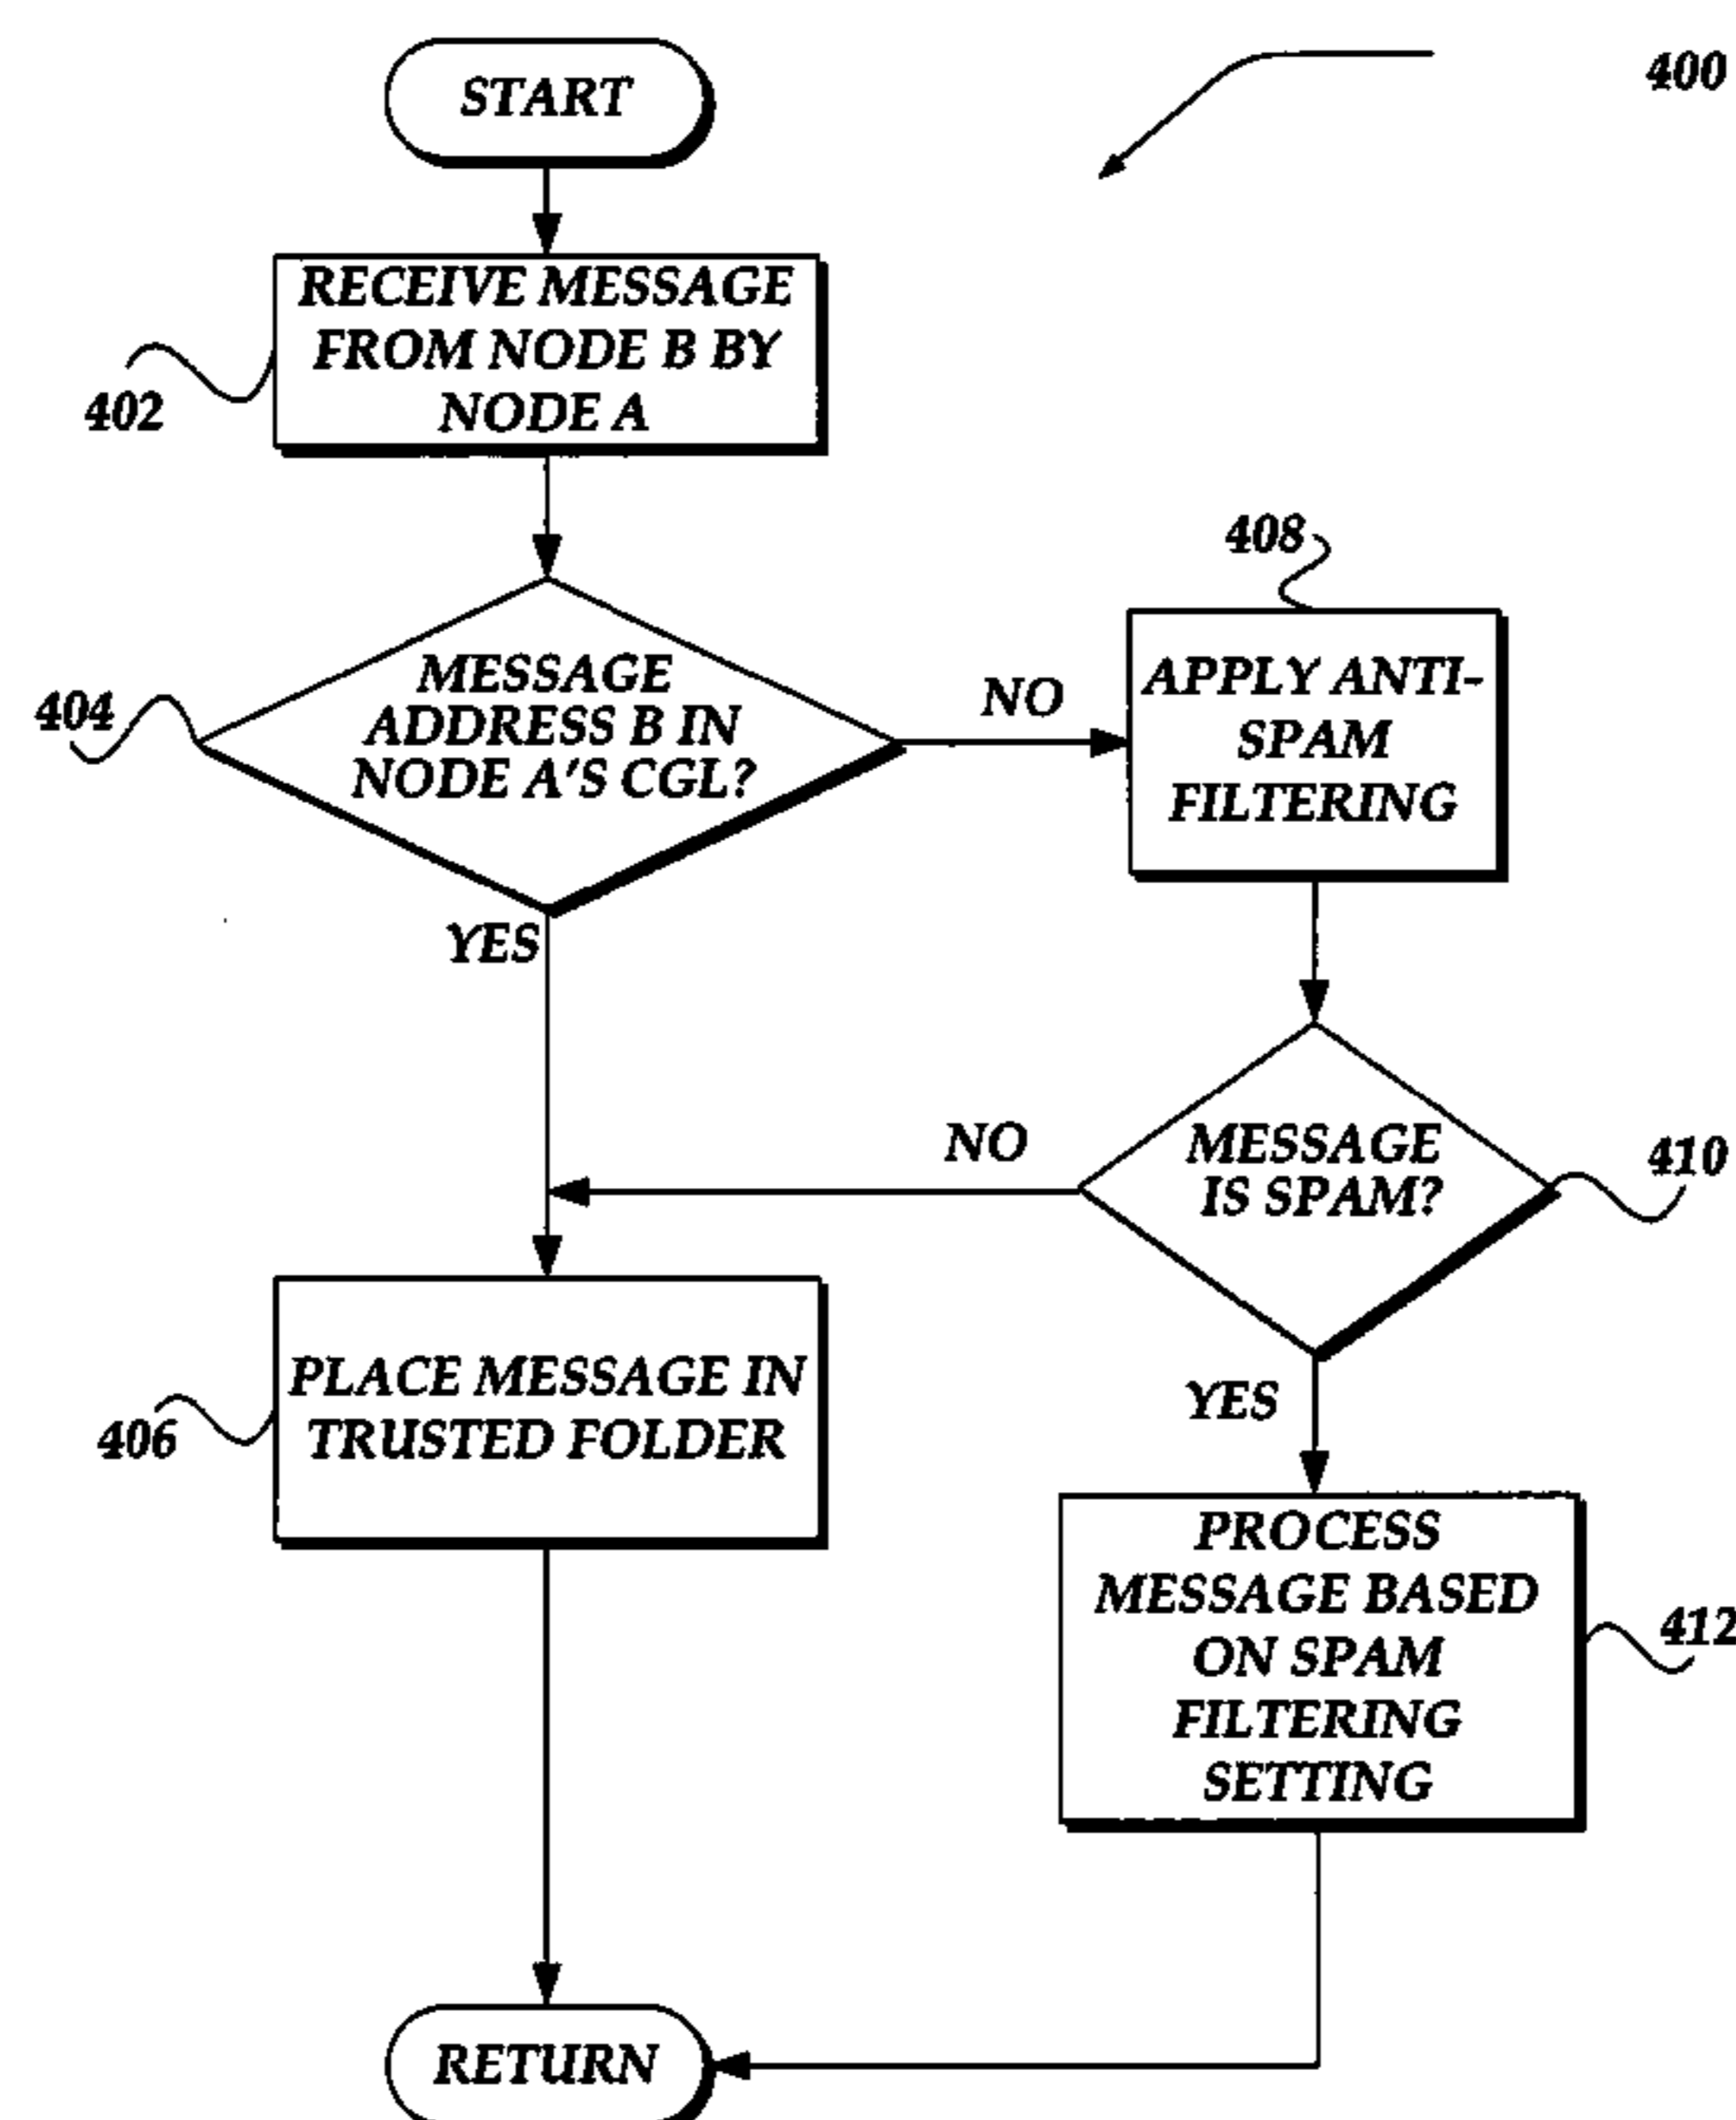 START
400
RECEIVE MESSAGE
FROM NODE B BY
NODE A
402
408
MESSAGE
ADDRESS B IN
NODE A'S CGL?
404
NO
APPLY ANTI-
SPAM
FILTERING
YES
NO
MESSAGE
IS SPAM?
410
PLACE MESSAGE IN
TRUSTED FOLDER
406
YES
PROCESS
MESSAGE BASED
ON SPAM
FILTERING
SETTING
412
RETURN